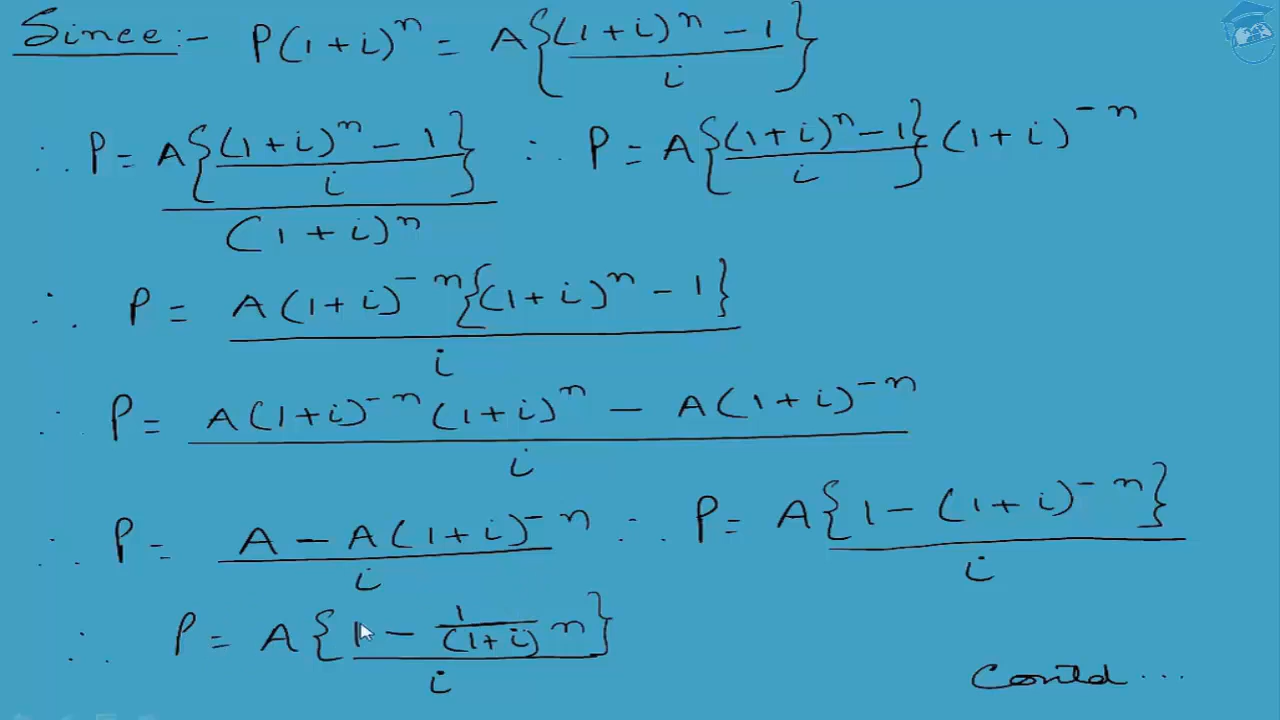 Since:- P(1+i)^n = A{(1+i)^n - 1 / i}
∴ P = A{(1+i)^n - 1 / i} / (1+i)^n ∴ P = A{(1+i)^n - 1 / i}(1+i)^-n
∴ P = A(1+i)^-n{(1+i)^n - 1} / i
∴ P = A(1+i)^-n (1+i)^n - A(1+i)^-n / i
∴ P = A - A(1+i)^-n / i ∴ P = A{1 - (1+i)^-n} / i
∴ P = A{1 - 1/(1+i)^n} / i
Contd...